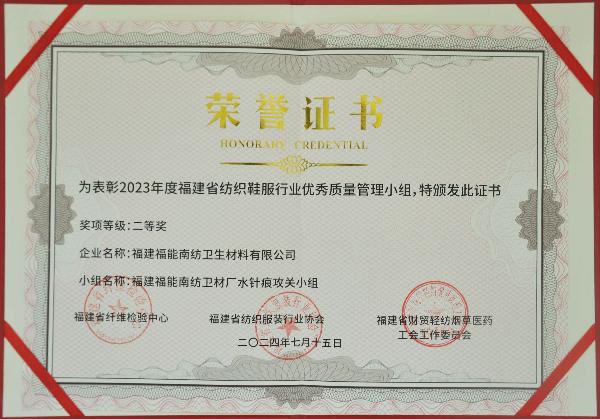 荣誉证书
HONORARY CREDENTIAL
为表彰2023年度福建省纺织鞋服行业优秀质量管理小组，特颁发此证书
奖项等级：二等奖
企业名称：福建福能南纺卫生材料有限公司
小组名称：福建福能南纺卫材厂水针痕攻关小组
福建省纤维检验中心
福建省纺织服装行业协会
福建省财贸轻纺烟草医药
工会工作委员会
二〇二四年七月十五日